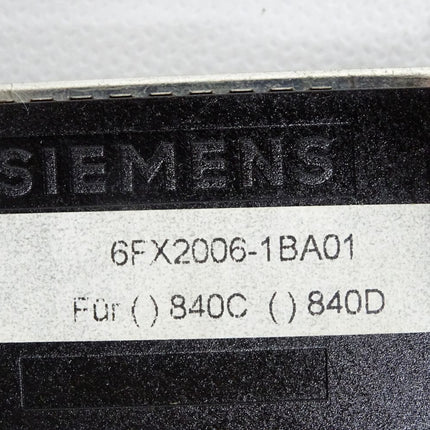 SIEMENS
6FX2006-1BA01
Für ( ) 840C ( ) 840D